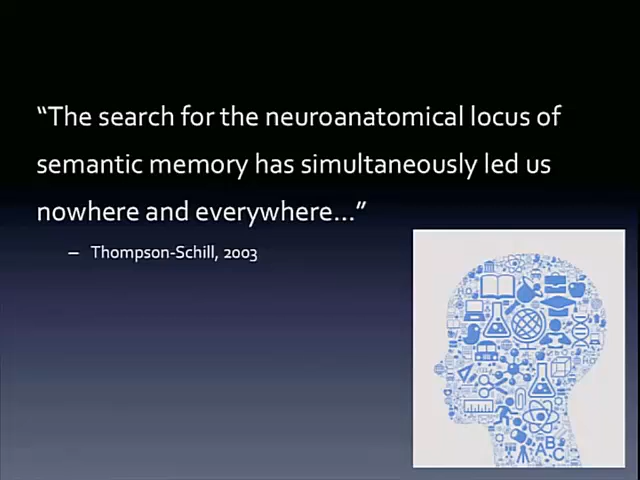 “The search for the neuroanatomical locus of
semantic memory has simultaneously led us
nowhere and everywhere…”
– Thompson-Schill, 2003
A B C